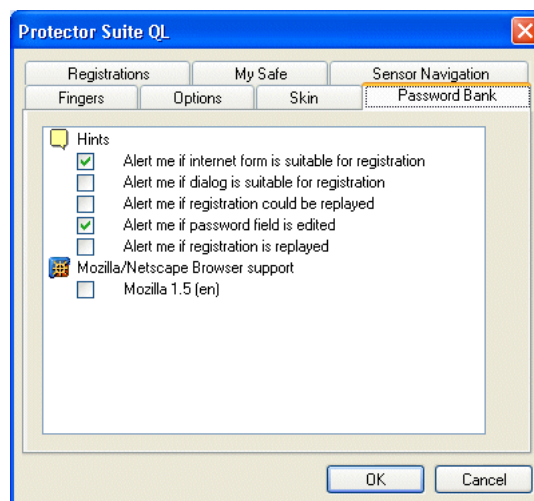 Protector Suite QL
Registrations My Safe Sensor Navigation
Fingers Options Skin Password Bank
Hints
Alert me if internet form is suitable for registration
Alert me if dialog is suitable for registration
Alert me if registration could be replayed
Alert me if password field is edited
Alert me if registration is replayed
Mozilla/Netscape Browser support
Mozilla 1.5 (en)
OK Cancel